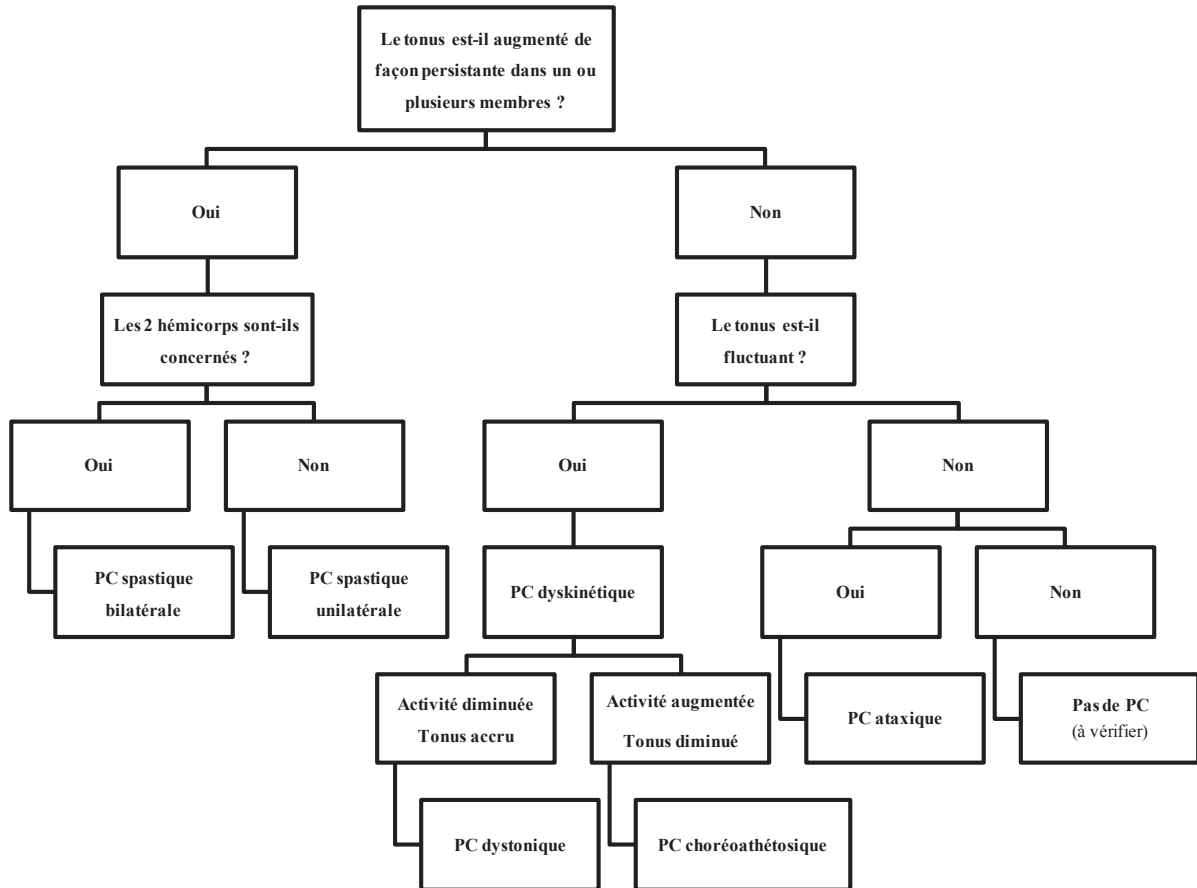 Le tonus est-il augmenté de
façon persistante dans un ou
plusieurs membres ?
Oui
Non
Les 2 hémicorps sont-ils
concernés ?
Le tonus est-il
fluctuant ?
Oui
Non
Oui
Non
PC spastique
bilatérale
PC spastique
unilatérale
PC dyskinétique
Oui
Non
Activité diminuée
Tonus accru
Activité augmentée
Tonus diminué
PC ataxique
Pas de PC
(à vérifier)
PC dystonique
PC choréoathétosique